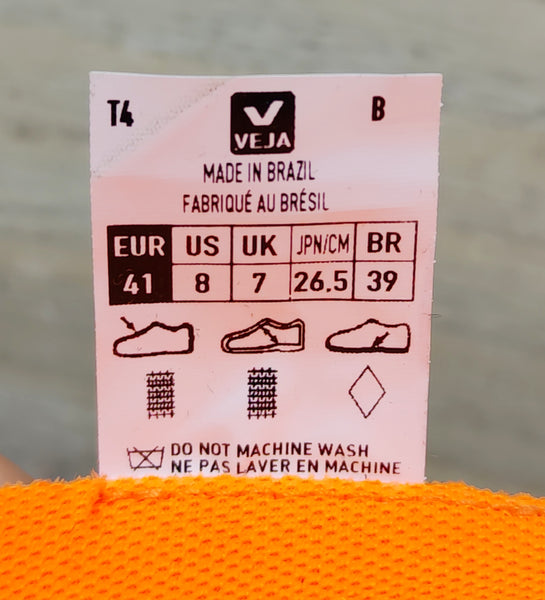 T4 B
VEJA
MADE IN BRAZIL
FABRIQUÉ AU BRÉSIL
EUR US UK JPN/CM BR
41 8 7 26.5 39
DO NOT MACHINE WASH
NE PAS LAVER EN MACHINE